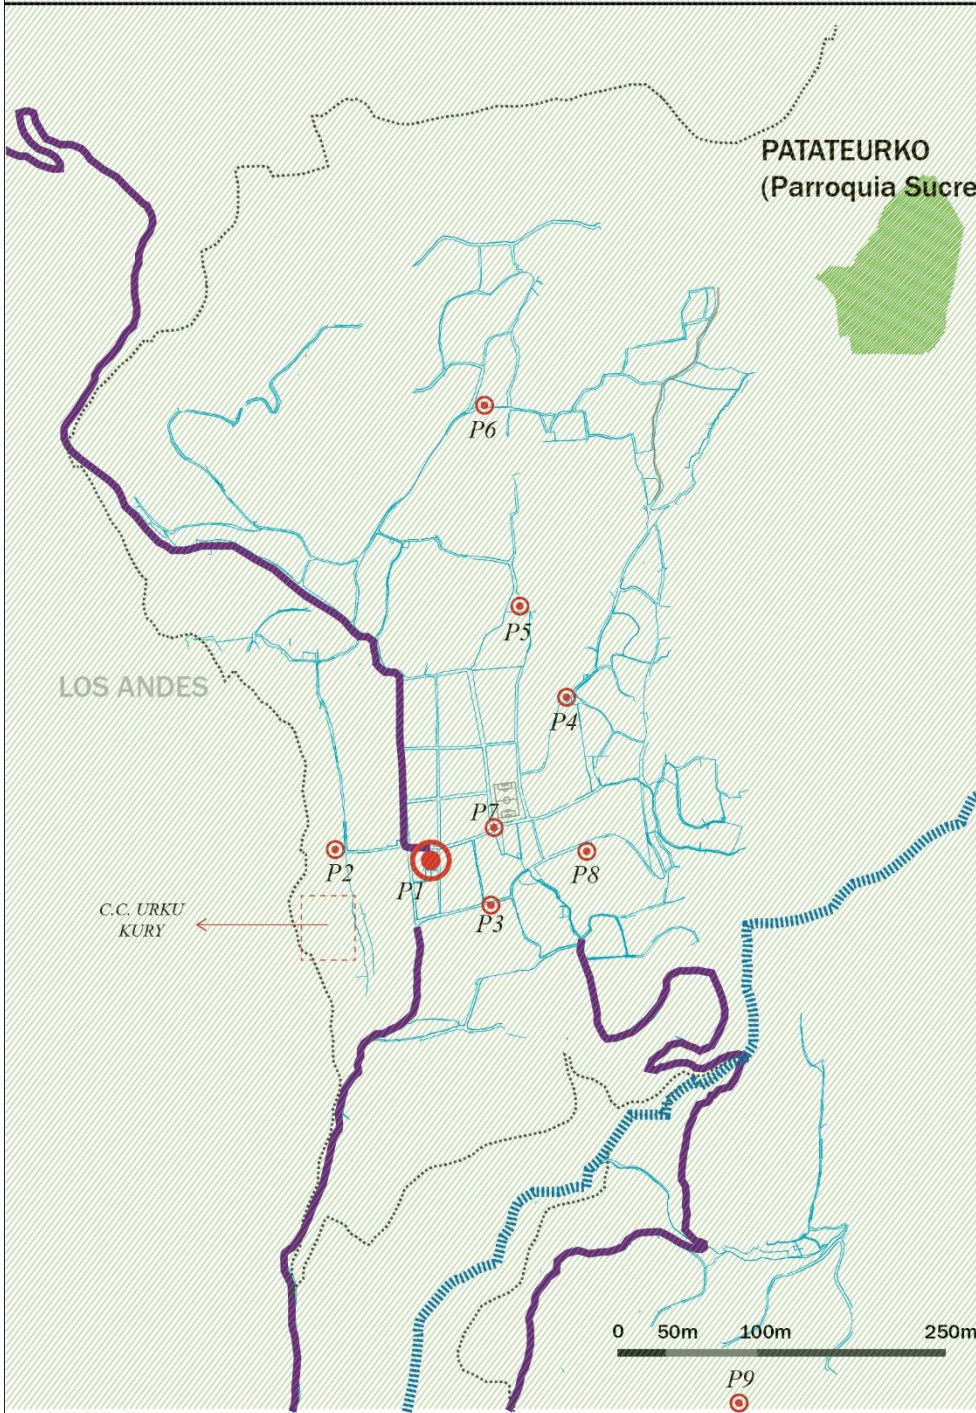 PATATEURKO
(Parroquia Sucre
P6
P5
LOS ANDES
P4
P7
P2
P1
P8
P3
C.C. URKU
KURY
0 50m 100m 250m
P9